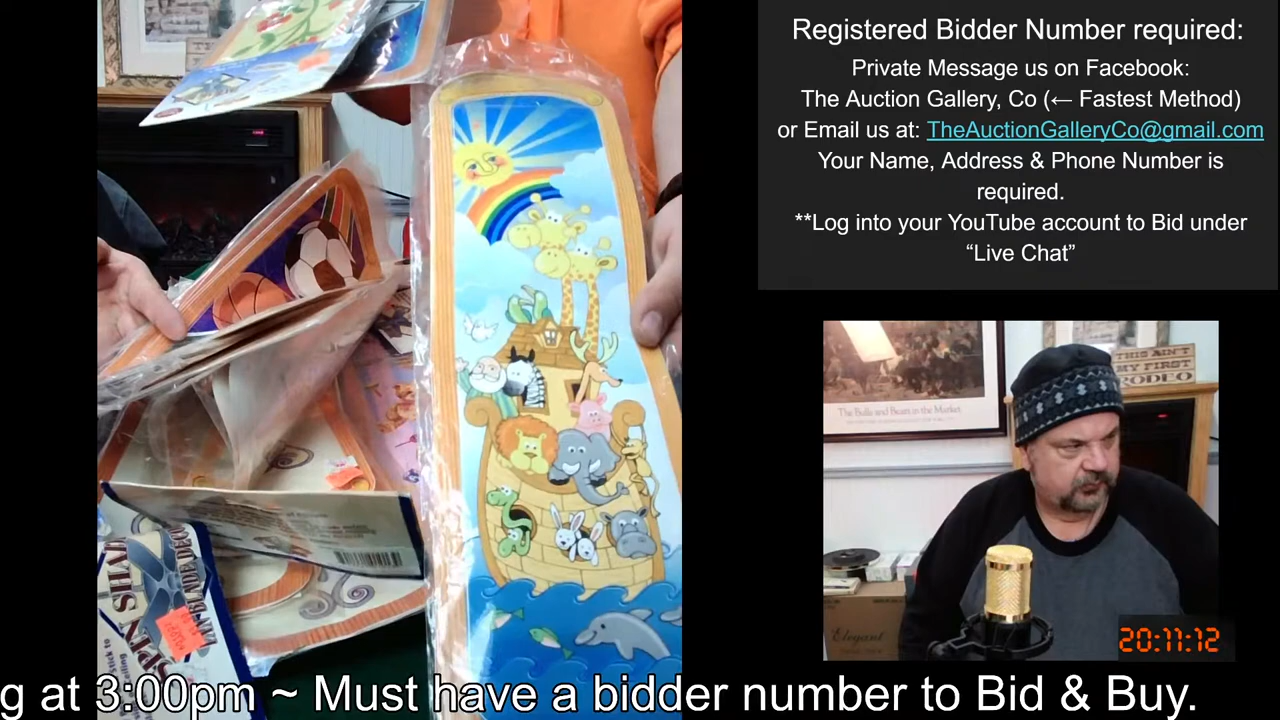 Registered Bidder Number required:
Private Message us on Facebook:
The Auction Gallery, Co (← Fastest Method)
or Email us at: TheAuctionGalleryCo@gmail.com
Your Name, Address & Phone Number is
required.
**Log into your YouTube account to Bid under
“Live Chat”
THIS AIN'T
MY FIRST
RODEO
The Bulls and Bears in the Market
Elegant
20:11:12
g at 3:00pm ~ Must have a bidder number to Bid & Buy.